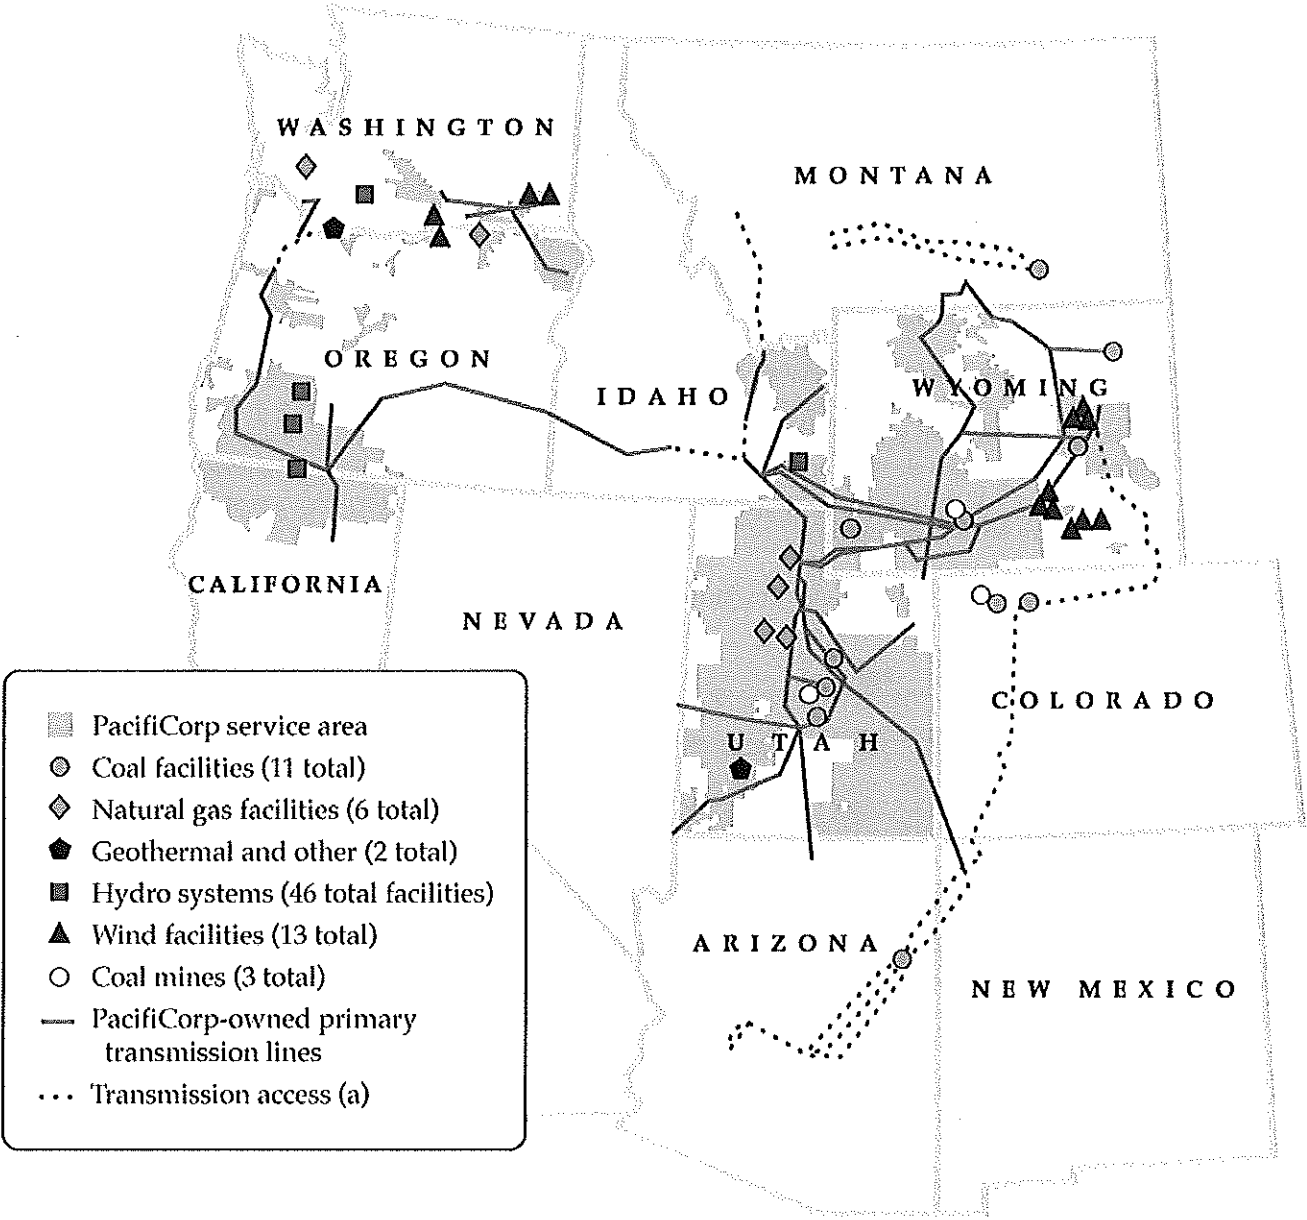 WASHINGTON
MONTANA
OREGON
IDAHO
WYOMING
CALIFORNIA
NEVADA
COLORADO
UTAH
ARIZONA
NEW MEXICO
PacifiCorp service area
Coal facilities (11 total)
Natural gas facilities (6 total)
Geothermal and other (2 total)
Hydro systems (46 total facilities)
Wind facilities (13 total)
Coal mines (3 total)
PacifiCorp-owned primary
transmission lines
Transmission access (a)